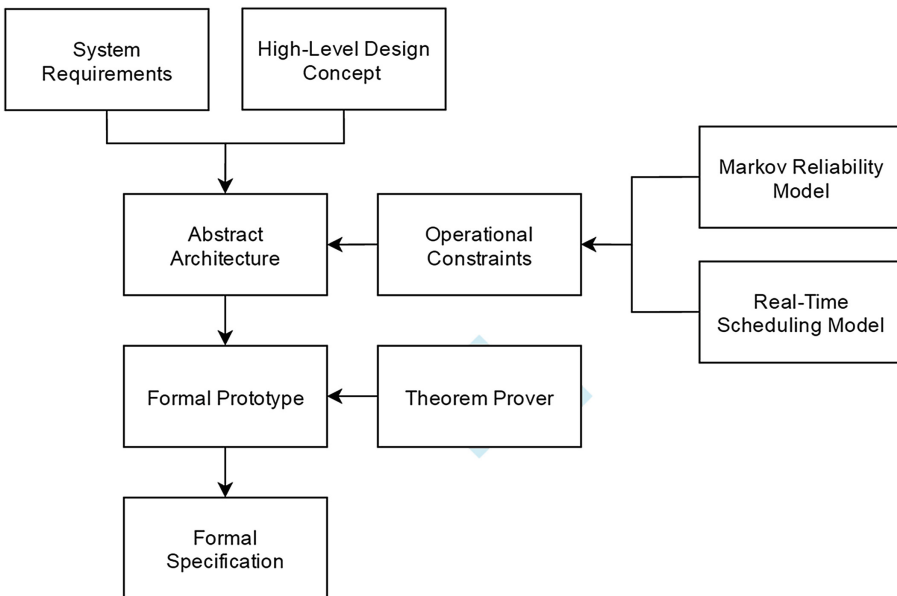 System
Requirements
High-Level Design
Concept
Markov Reliability
Model
Abstract
Architecture
Operational
Constraints
Real-Time
Scheduling Model
Formal Prototype
Theorem Prover
Formal
Specification